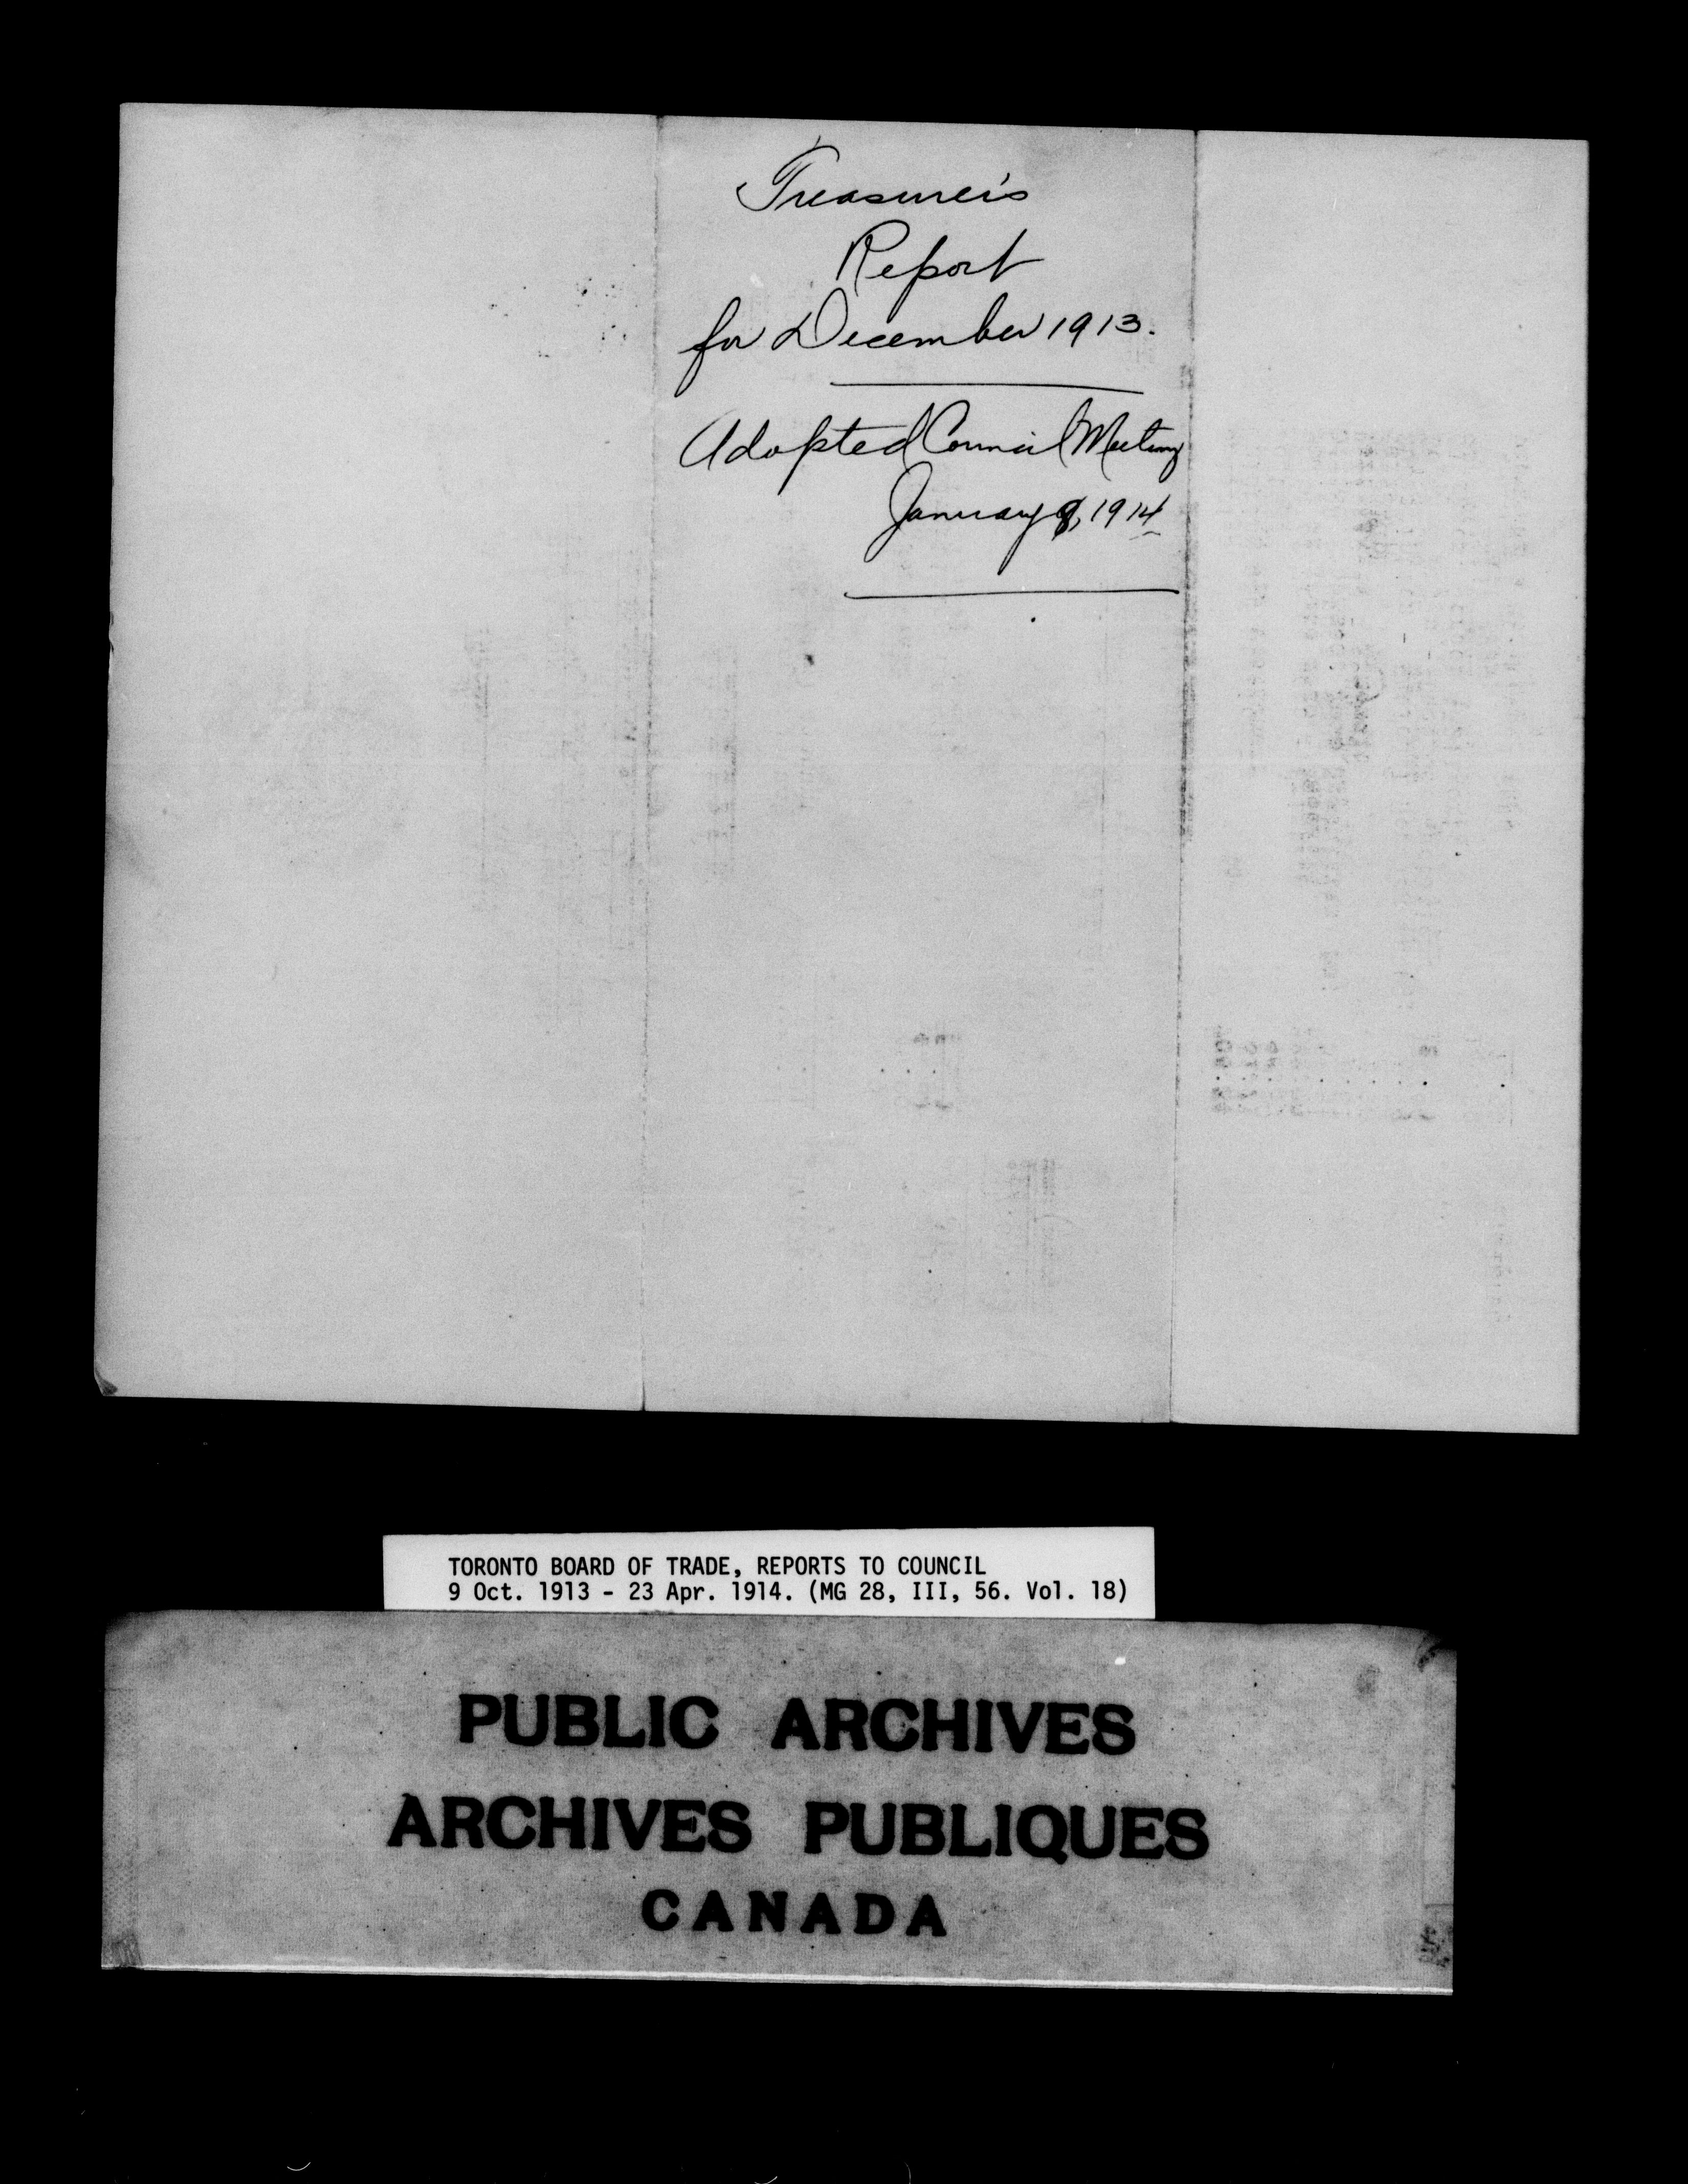 Treasurer's
Report
for December 1913.
Adopted Council Meeting
January 8, 1914
TORONTO BOARD OF TRADE, REPORTS TO COUNCIL
9 Oct. 1913 - 23 Apr. 1914. (MG 28, III, 56. Vol. 18)
PUBLIC ARCHIVES
ARCHIVES PUBLIQUES
CANADA